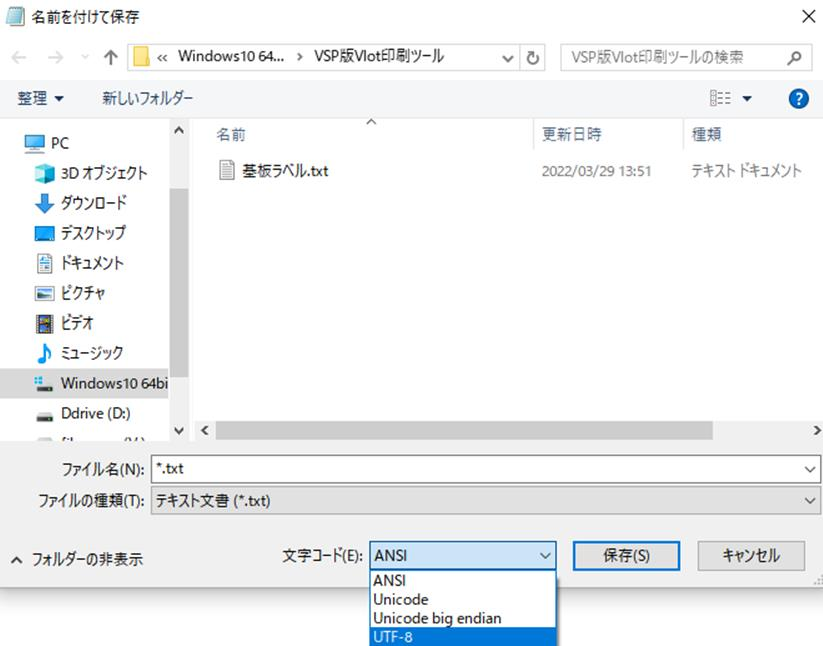 名前を付けて保存
« Windows10 64... › VSP版Vlot印刷ツール
VSP版Vlot印刷ツールの検索
整理 新しいフォルダー
?
名前 更新日時 種類
PC
3D オブジェクト
ダウンロード
デスクトップ
ドキュメント
ピクチャ
ビデオ
ミュージック
Windows10 64bi
Ddrive (D:)
基板ラベル.txt 2022/03/29 13:51 テキスト ドキュメント
ファイル名(N): *.txt
ファイルの種類(T): テキスト文書 (*.txt)
フォルダーの非表示
文字コード(E): ANSI 保存(S) キャンセル
ANSI
Unicode
Unicode big endian
UTF-8